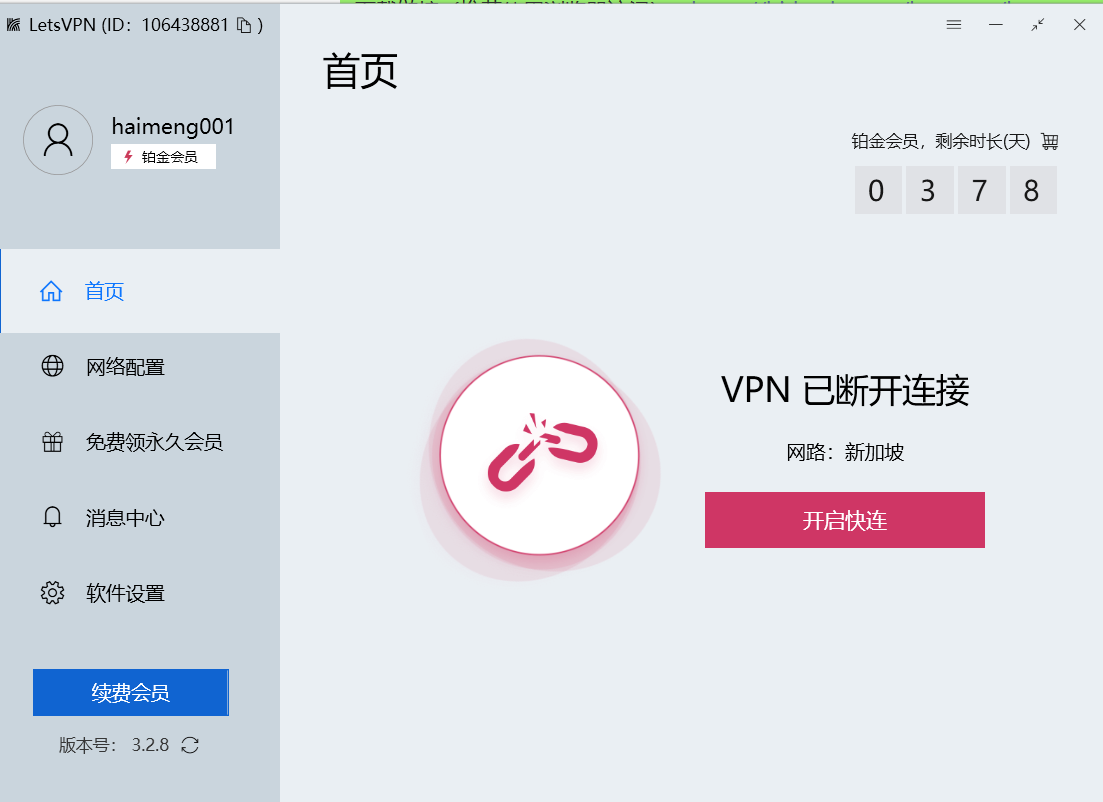 LetsVPN (ID：106438881 )
首页
haimeng001
铂金会员
铂金会员，剩余时长(天)
0 3 7 8
首页
网络配置
免费领永久会员
消息中心
软件设置
VPN 已断开连接
网路：新加坡
开启快连
续费会员
版本号： 3.2.8